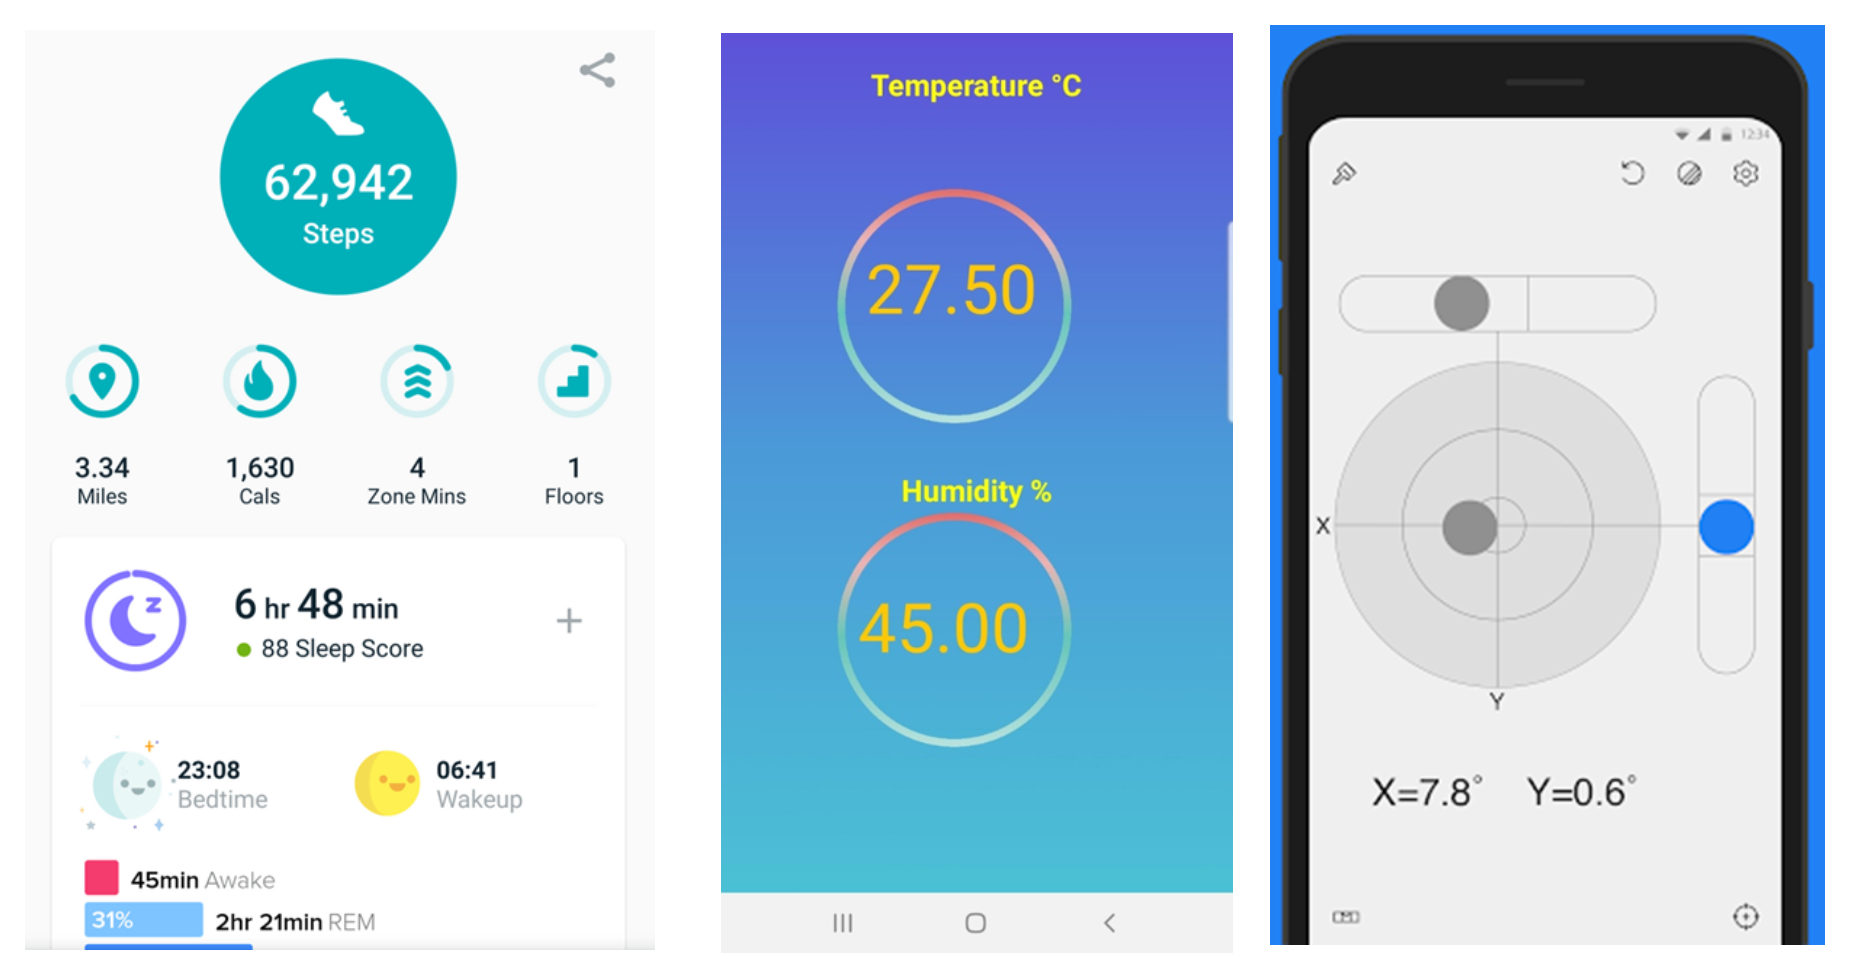 62,942
Steps
3.34
Miles
1,630
Cals
4
Zone Mins
1
Floors
6 hr 48 min
88 Sleep Score
23:08
Bedtime
06:41
Wakeup
45min Awake
31%
2hr 21min REM
Temperature °C
27.50
Humidity %
45.00
12:34
X
Y
X=7.8° Y=0.6°